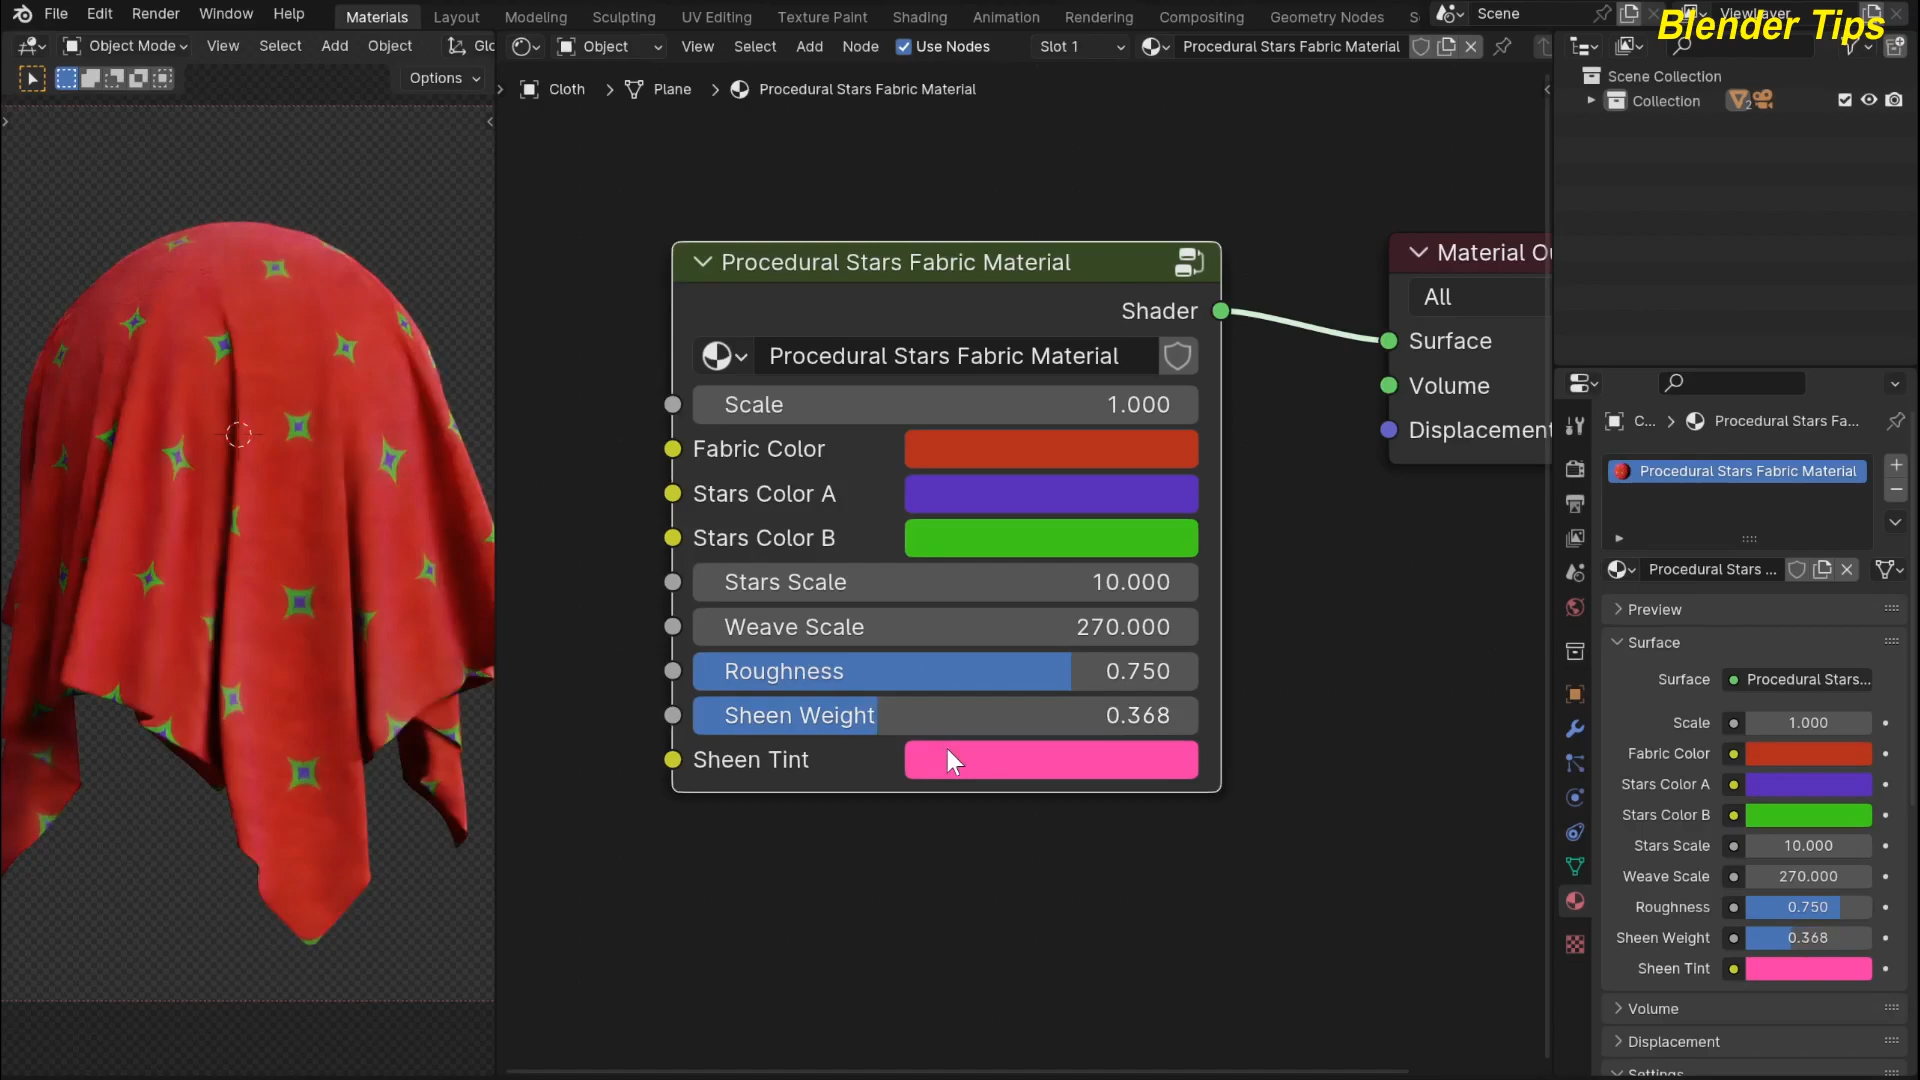 File Edit Render Window Help Materials Layout Modeling Sculpting UV Editing Texture Paint Shading Animation Rendering Compositing Geometry Nodes Scene ViewLayer
Blender Tips
Object Mode View Select Add Object Object View Select Add Node Use Nodes Slot 1 Procedural Stars Fabric Material
Options
Cloth Plane Procedural Stars Fabric Material
Scene Collection
Collection
2
Procedural Stars Fabric Material
Shader
Procedural Stars Fabric Material
Scale 1.000
Fabric Color
Stars Color A
Stars Color B
Stars Scale 10.000
Weave Scale 270.000
Roughness 0.750
Sheen Weight 0.368
Sheen Tint
All
Surface
Volume
Displacement
C... Procedural Stars Fa...
Procedural Stars Fabric Material
Procedural Stars ...
Preview
Surface
Surface Procedural Stars...
Scale 1.000
Fabric Color
Stars Color A
Stars Color B
Stars Scale 10.000
Weave Scale 270.000
Roughness 0.750
Sheen Weight 0.368
Sheen Tint
Volume
Displacement
Settings